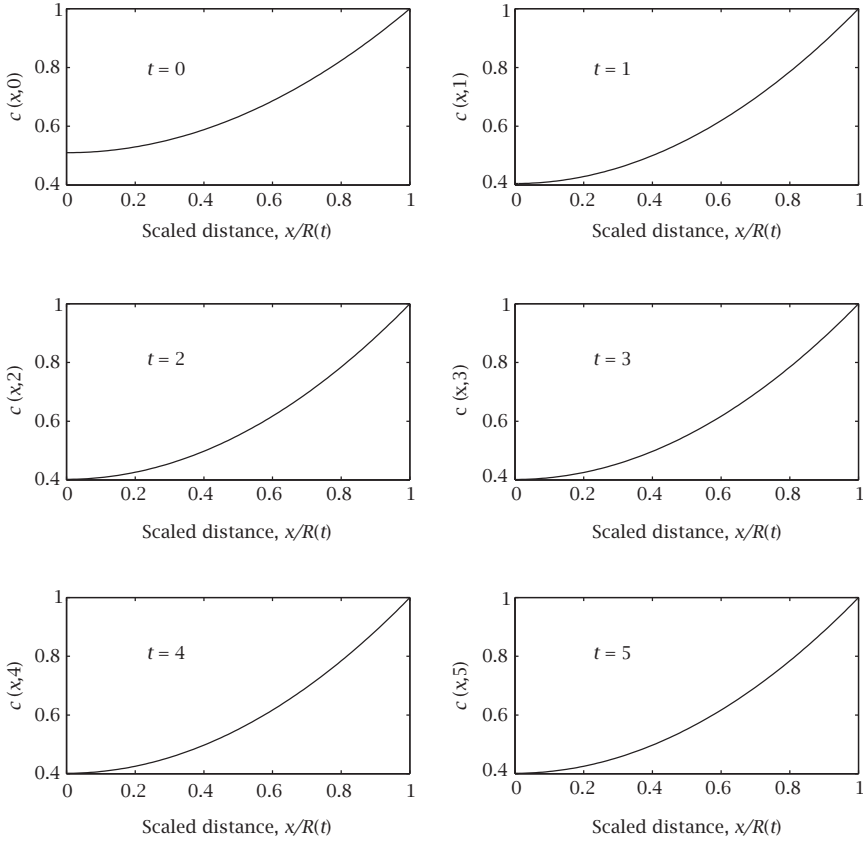 1
0.8
0.6
0.4
c (x,0)
t = 0
0 0.2 0.4 0.6 0.8 1
Scaled distance, x/R(t)
1
0.8
0.6
0.4
c (x,1)
t = 1
0 0.2 0.4 0.6 0.8 1
Scaled distance, x/R(t)
1
0.8
0.6
0.4
c (x,2)
t = 2
0 0.2 0.4 0.6 0.8 1
Scaled distance, x/R(t)
1
0.8
0.6
0.4
c (x,3)
t = 3
0 0.2 0.4 0.6 0.8 1
Scaled distance, x/R(t)
1
0.8
0.6
0.4
c (x,4)
t = 4
0 0.2 0.4 0.6 0.8 1
Scaled distance, x/R(t)
1
0.8
0.6
0.4
c (x,5)
t = 5
0 0.2 0.4 0.6 0.8 1
Scaled distance, x/R(t)